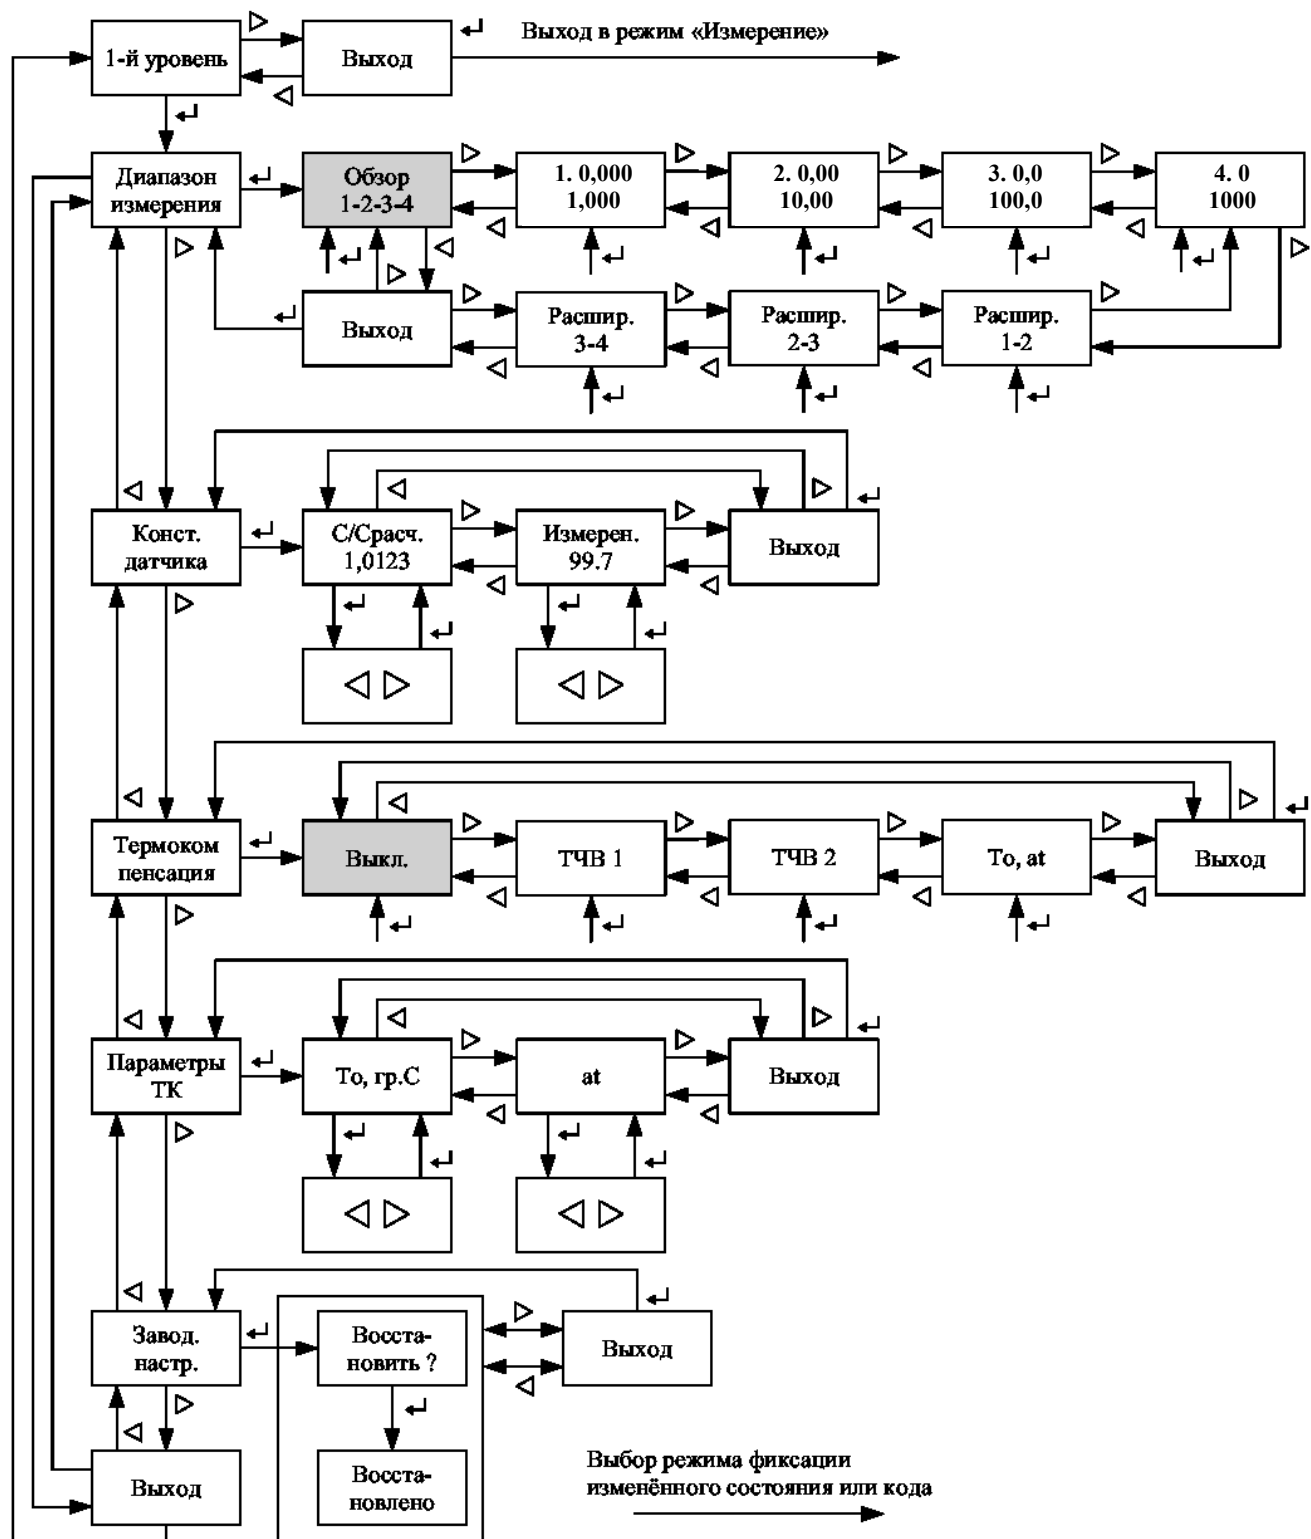 Выход в режим «Измерение»
1-й уровень
Выход
Диапазон
измерения
Обзор
1-2-3-4
1. 0,000
1,000
2. 0,00
10,00
3. 0,0
100,0
4. 0
1000
Выход
Расшир.
3-4
Расшир.
2-3
Расшир.
1-2
Конст.
датчика
С/Срасч.
1,0123
Измерен.
99.7
Выход
Термоком
пенсация
Выкл.
ТЧВ 1
ТЧВ 2
То, at
Выход
Параметры
ТК
То, гр.С
at
Выход
Завод.
настр.
Восста-
новить ?
Выход
Выход
Восста-
новлено
Выбор режима фиксации
изменённого состояния или кода